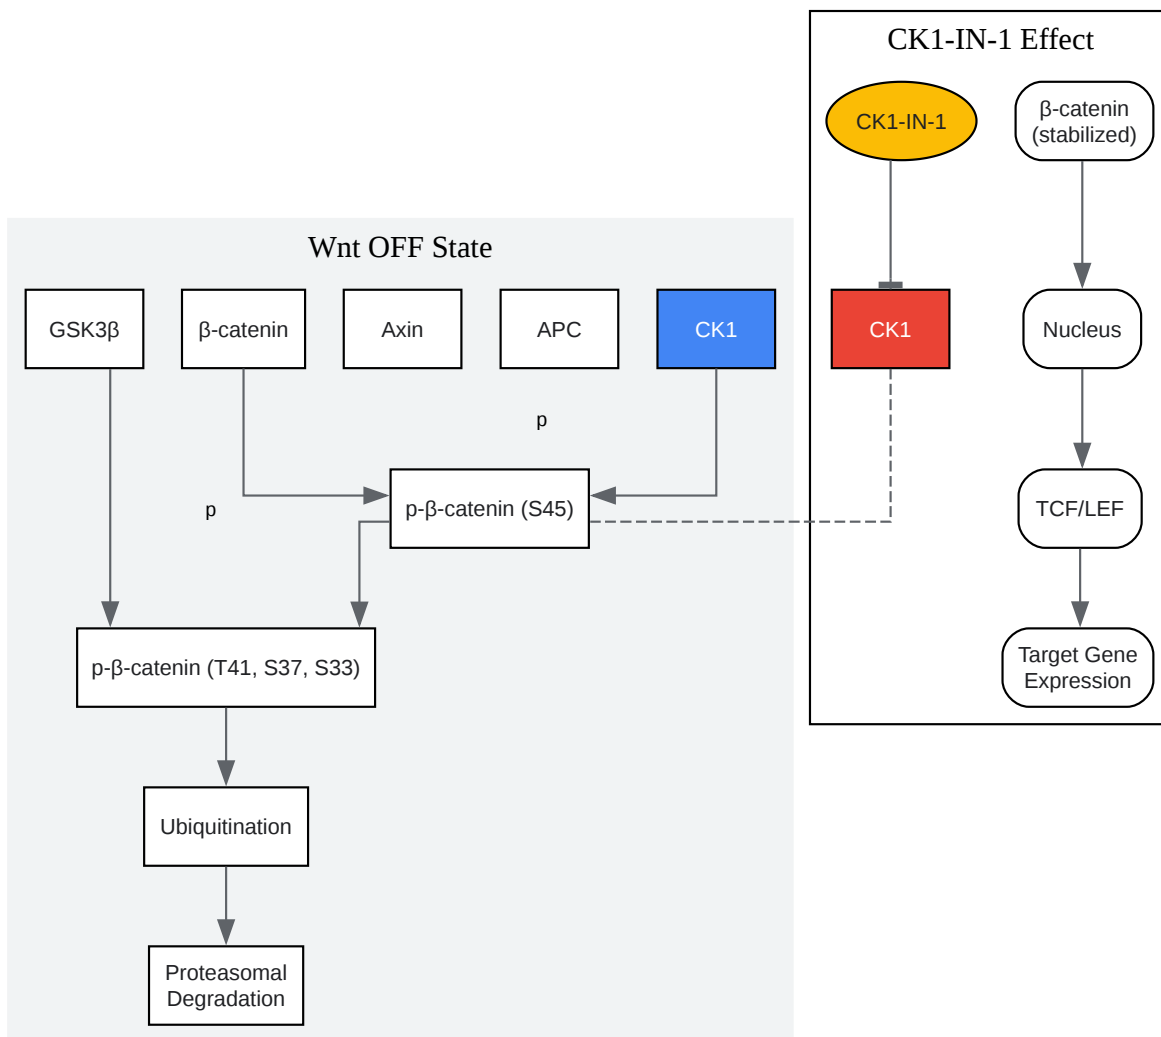 CK1-IN-1 Effect
CK1-IN-1
β-catenin
(stabilized)
Wnt OFF State
GSK3β
β-catenin
Axin
APC
CK1
CK1
Nucleus
p
p
p-β-catenin (S45)
TCF/LEF
p-β-catenin (T41, S37, S33)
Target Gene
Expression
Ubiquitination
Proteasomal
Degradation